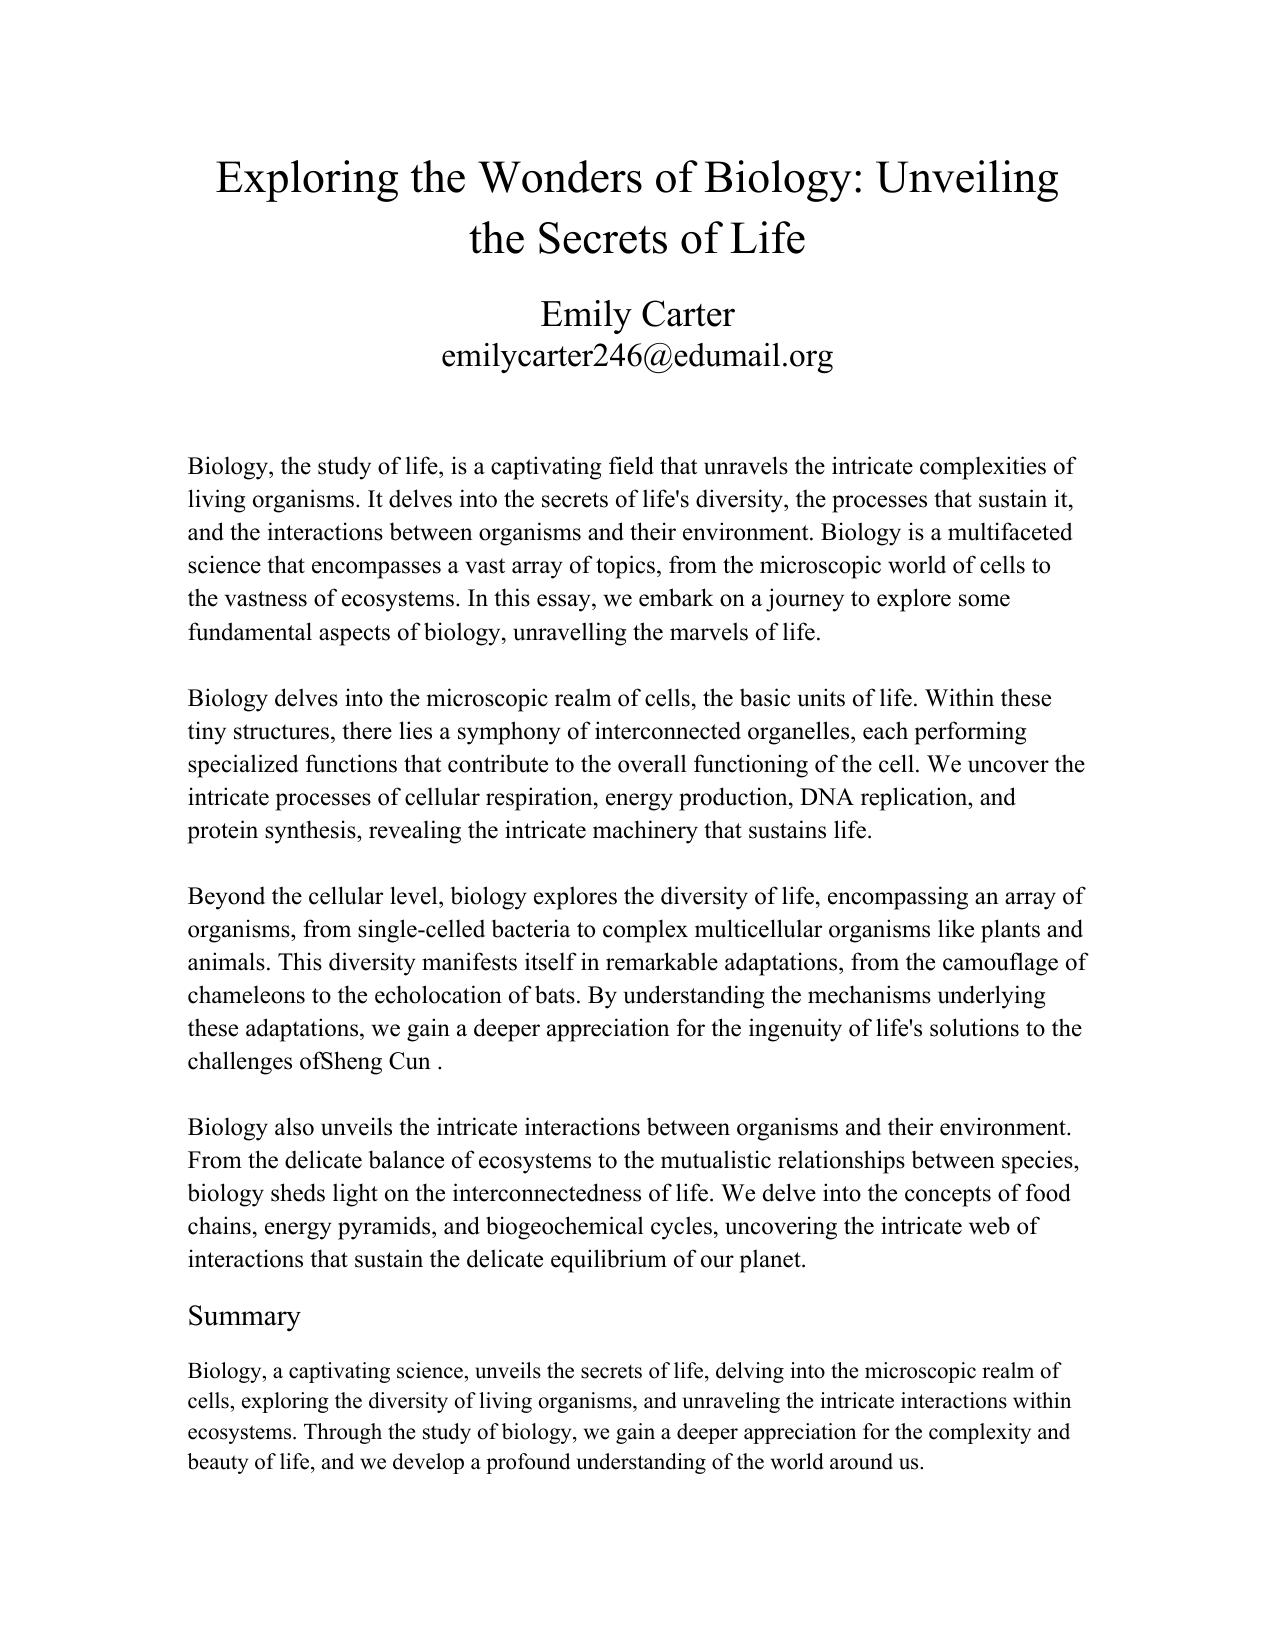 Exploring the Wonders of Biology: Unveiling
the Secrets of Life
Emily Carter
emilycarter246@edumail.org
Biology, the study of life, is a captivating field that unravels the intricate complexities of
living organisms. It delves into the secrets of life's diversity, the processes that sustain it,
and the interactions between organisms and their environment. Biology is a multifaceted
science that encompasses a vast array of topics, from the microscopic world of cells to
the vastness of ecosystems. In this essay, we embark on a journey to explore some
fundamental aspects of biology, unravelling the marvels of life.
Biology delves into the microscopic realm of cells, the basic units of life. Within these
tiny structures, there lies a symphony of interconnected organelles, each performing
specialized functions that contribute to the overall functioning of the cell. We uncover the
intricate processes of cellular respiration, energy production, DNA replication, and
protein synthesis, revealing the intricate machinery that sustains life.
Beyond the cellular level, biology explores the diversity of life, encompassing an array of
organisms, from single-celled bacteria to complex multicellular organisms like plants and
animals. This diversity manifests itself in remarkable adaptations, from the camouflage of
chameleons to the echolocation of bats. By understanding the mechanisms underlying
these adaptations, we gain a deeper appreciation for the ingenuity of life's solutions to the
challenges ofSheng Cun .
Biology also unveils the intricate interactions between organisms and their environment.
From the delicate balance of ecosystems to the mutualistic relationships between species,
biology sheds light on the interconnectedness of life. We delve into the concepts of food
chains, energy pyramids, and biogeochemical cycles, uncovering the intricate web of
interactions that sustain the delicate equilibrium of our planet.
Summary
Biology, a captivating science, unveils the secrets of life, delving into the microscopic realm of
cells, exploring the diversity of living organisms, and unraveling the intricate interactions within
ecosystems. Through the study of biology, we gain a deeper appreciation for the complexity and
beauty of life, and we develop a profound understanding of the world around us.